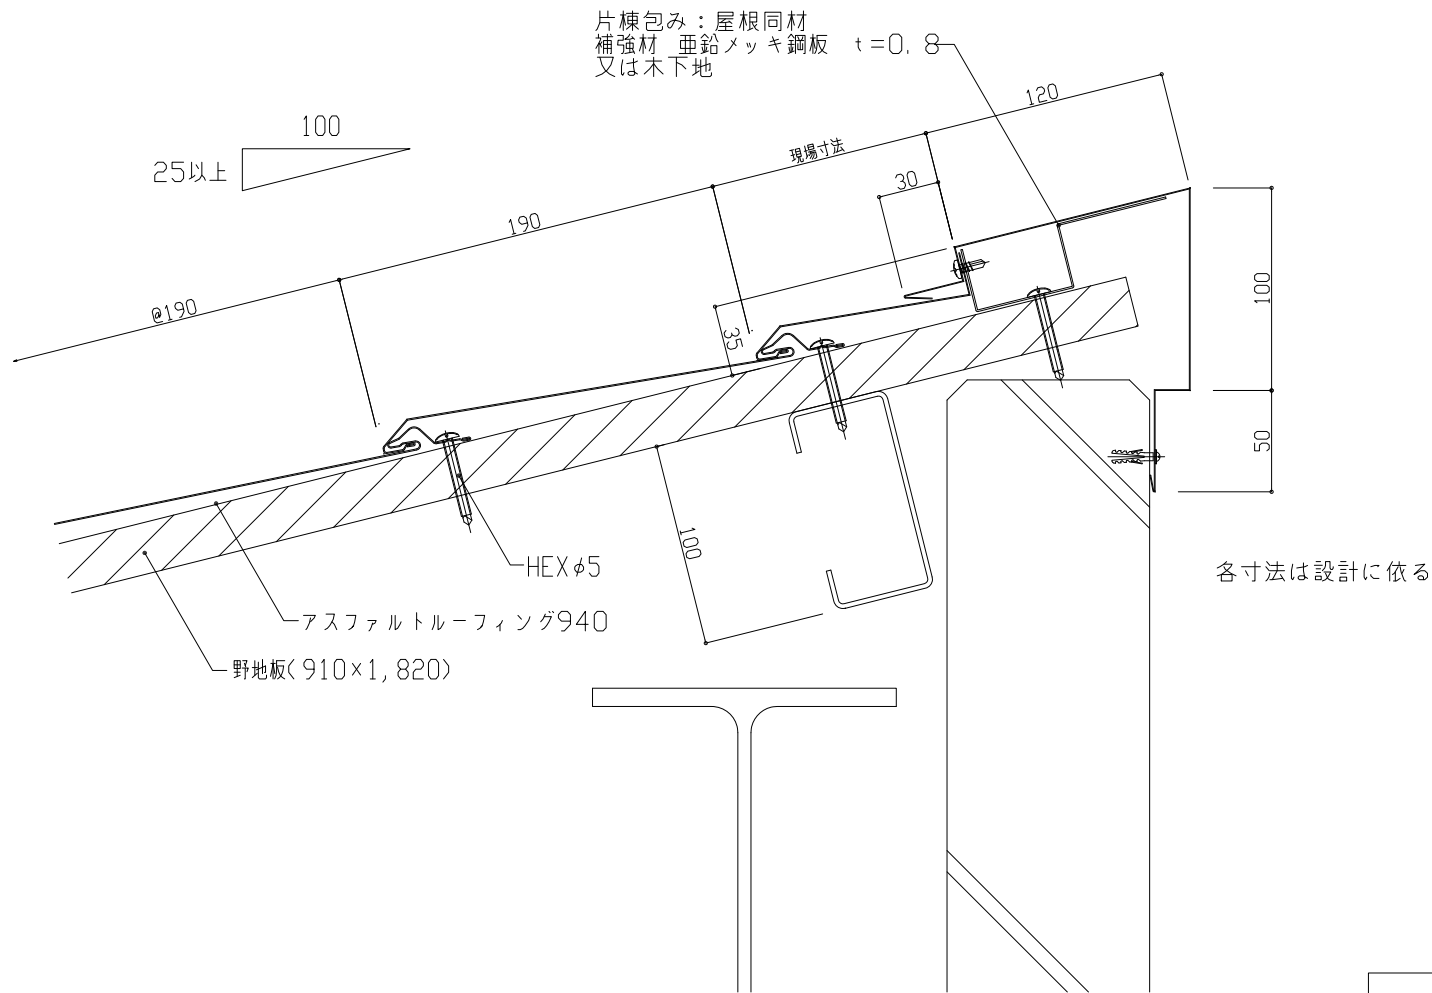 片棟包み：屋根同材
補強材 亜鉛メッキ鋼板 t=0.8
又は木下地
120
100
現場寸法
25以上
30
190
100
@190
35
50
100
HEXφ5
各寸法は設計に依る
アスファルトルーフィング940
野地板(910×1,820)